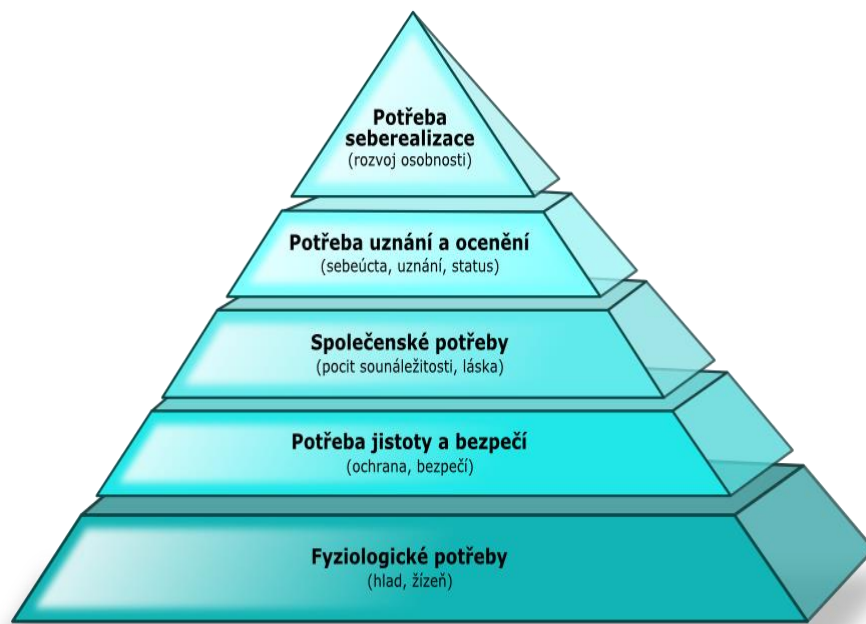 Potřeba
seberealizace
(rozvoj osobnosti)
Potřeba uznání a ocenění
(sebeúcta, uznání, status)
Společenské potřeby
(pocit sounáležitosti, láska)
Potřeba jistoty a bezpečí
(ochrana, bezpečí)
Fyziologické potřeby
(hlad, žízeň)